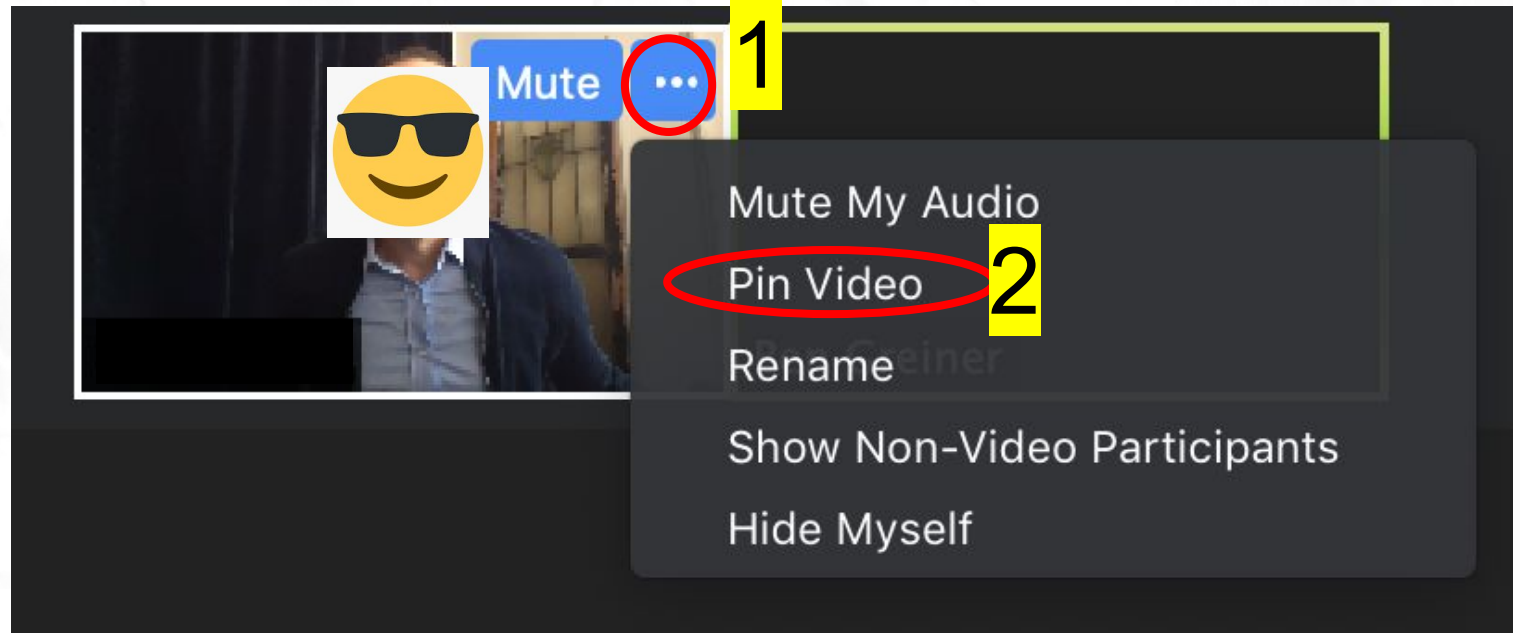 1
Mute •••
Mute My Audio
Pin Video
2
Rename
Show Non-Video Participants
Hide Myself